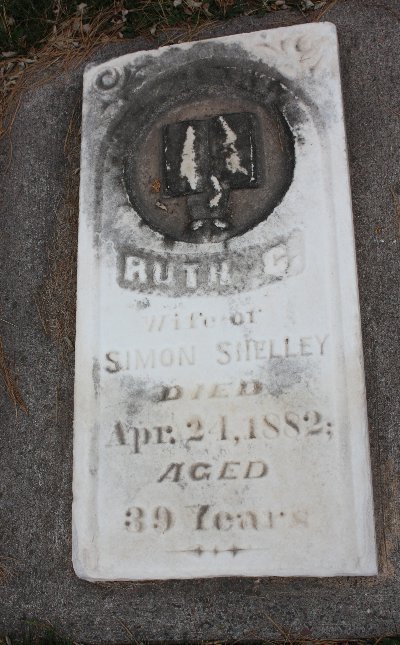 RUTH C.
Wife of
SIMON SHELLEY
DIED
Apr. 24, 1882;
AGED
39 Years